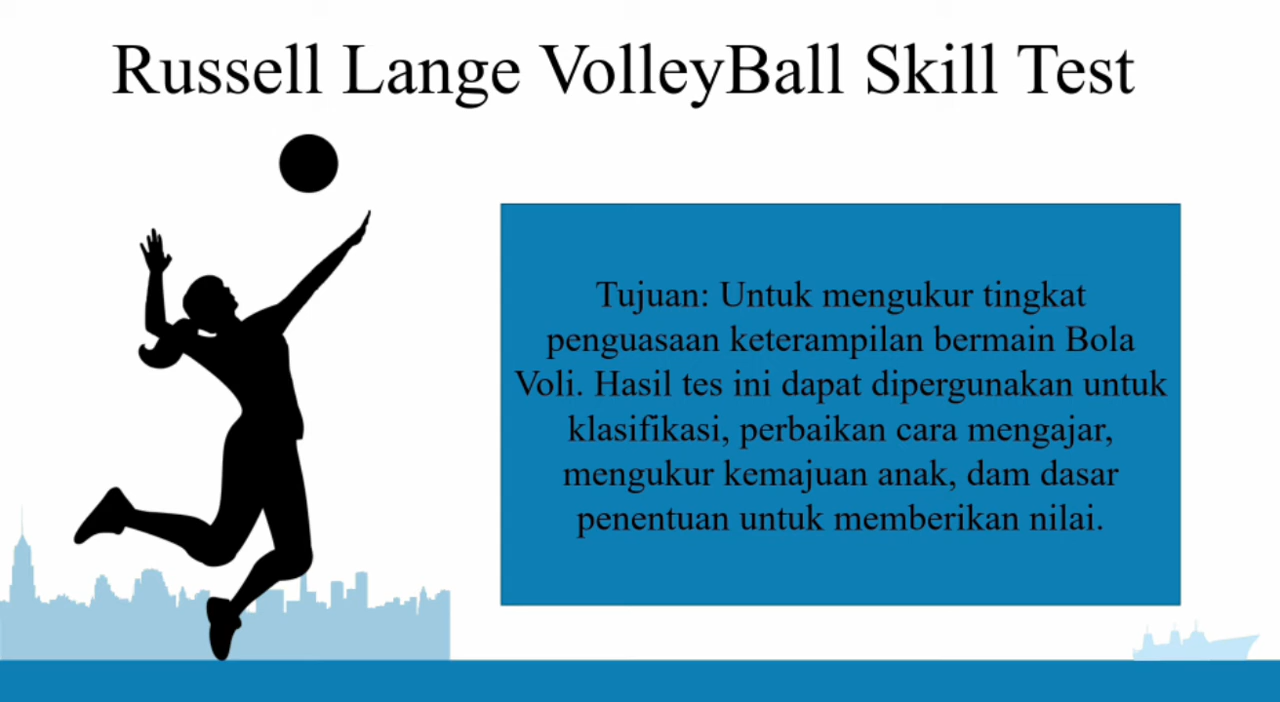 Russell Lange VolleyBall Skill Test
Tujuan: Untuk mengukur tingkat
penguasaan keterampilan bermain Bola
Voli. Hasil tes ini dapat dipergunakan untuk
klasifikasi, perbaikan cara mengajar,
mengukur kemajuan anak, dam dasar
penentuan untuk memberikan nilai.